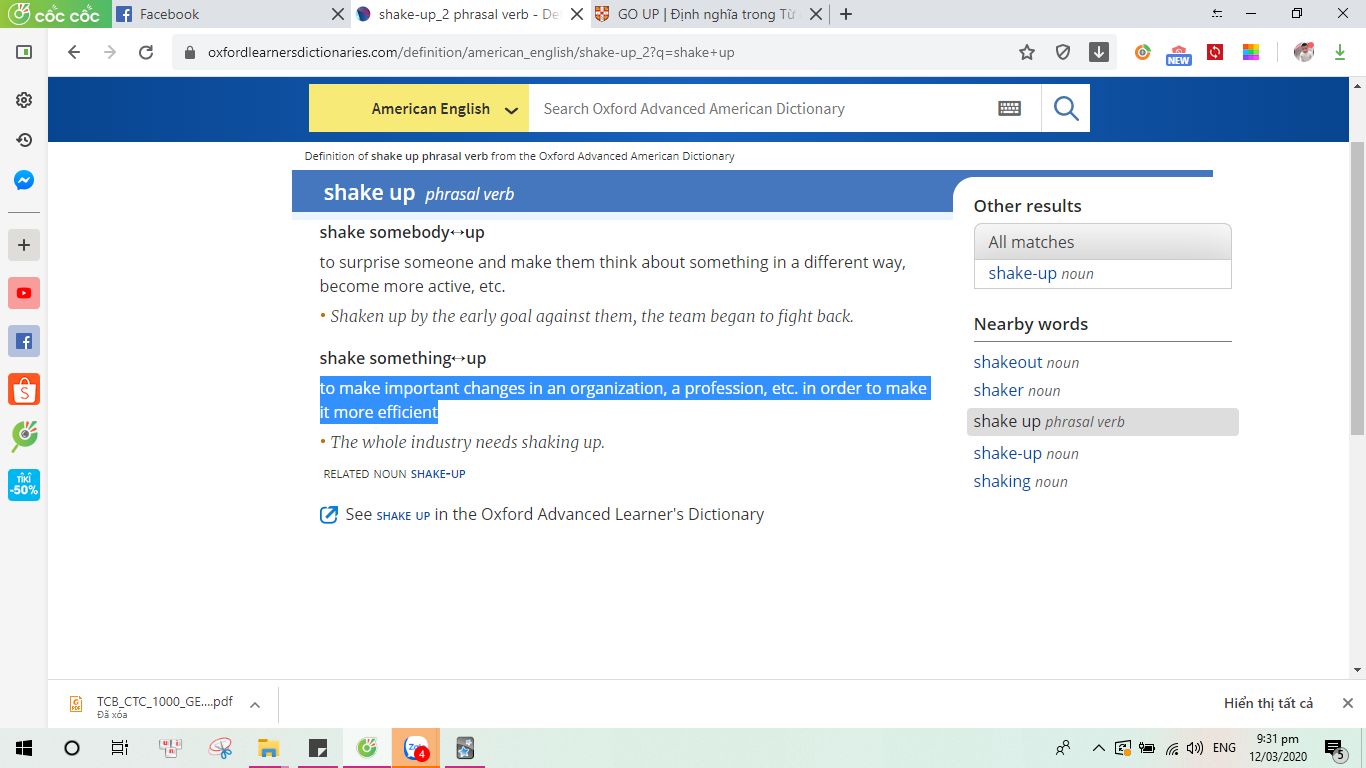 cốc cốc
Facebook
shake-up_2 phrasal verb - De
GO UP | Định nghĩa trong Từ
oxfordlearnersdictionaries.com/definition/american_english/shake-up_2?q=shake+up
NEW
American English
Search Oxford Advanced American Dictionary
Definition of shake up phrasal verb from the Oxford Advanced American Dictionary
shake up phrasal verb
shake somebody↔up
to surprise someone and make them think about something in a different way,
become more active, etc.
• Shaken up by the early goal against them, the team began to fight back.
shake something↔up
to make important changes in an organization, a profession, etc. in order to make
it more efficient
• The whole industry needs shaking up.
RELATED NOUN SHAKE-UP
See SHAKE UP in the Oxford Advanced Learner's Dictionary
Other results
All matches
shake-up noun
Nearby words
shakeout noun
shaker noun
shake up phrasal verb
shake-up noun
shaking noun
TIKI
-50%
TCB_CTC_1000_GE....pdf
Đã xóa
Hiển thị tất cả
Zalo
4
ENG
9:31 pm
12/03/2020
5